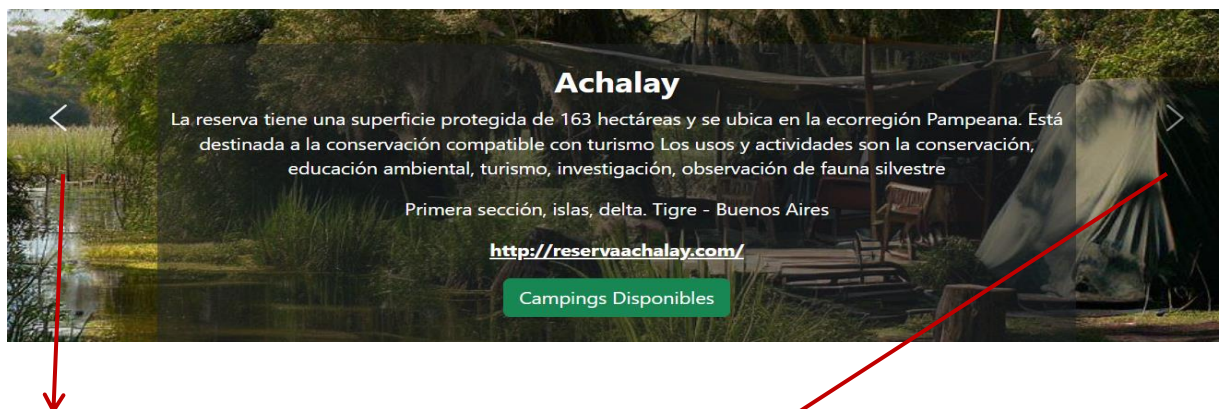 Achalay
La reserva tiene una superficie protegida de 163 hectáreas y se ubica en la ecorregión Pampeana. Está
destinada a la conservación compatible con turismo Los usos y actividades son la conservación,
educación ambiental, turismo, investigación, observación de fauna silvestre
Primera sección, islas, delta. Tigre - Buenos Aires
http://reservaachalay.com/
Campings Disponibles